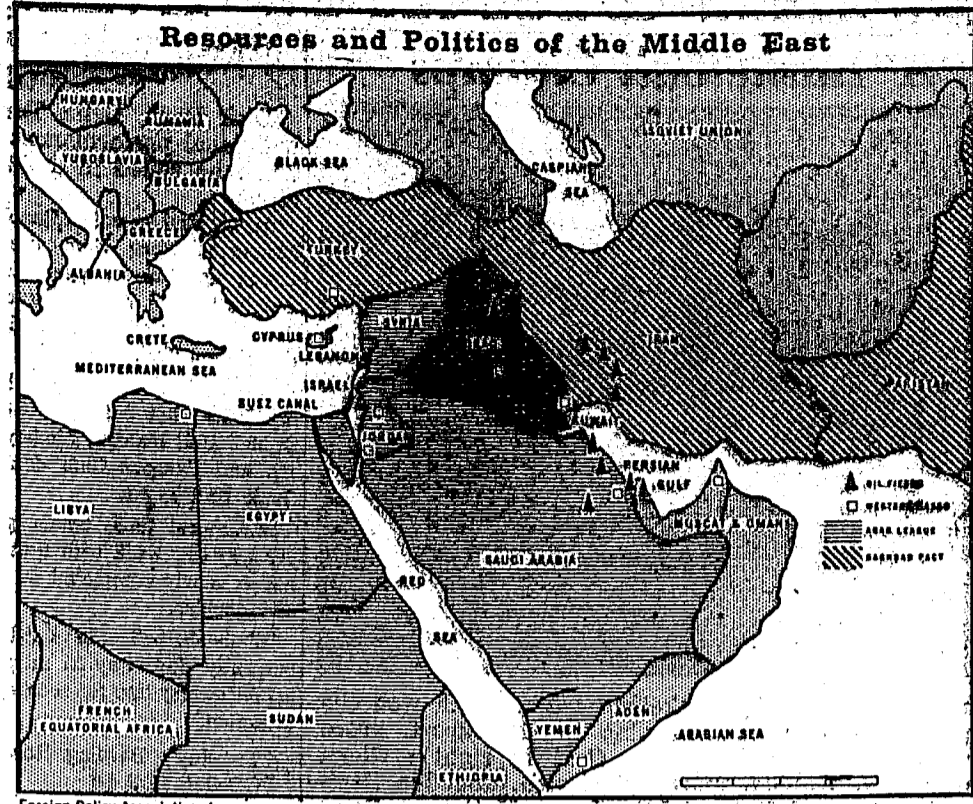 Resources and Politics of the Middle East
HUNGARY
RUMANIA
SOVIET UNION
YUGOSLAVIA
BLACK SEA
CASPIAN
SEA
BULGARIA
GREECE
TURKEY
ALBANIA
SYRIA
IRAQ
IRAN
CRETE
CYPRUS
LEBANON
MEDITERRANEAN SEA
ISRAEL
PAKISTAN
SUEZ CANAL
KUWAIT
JORDAN
PERSIAN
GULF
OIL FIELDS
WESTERN BASES
LIBYA
EGYPT
MUSCAT & OMAN
ARAB LEAGUE
SAUDI ARABIA
BAGHDAD PACT
RED
SEA
FRENCH
EQUATORIAL AFRICA
SUDAN
ADEN
YEMEN
ARABIAN SEA
ETHIOPIA